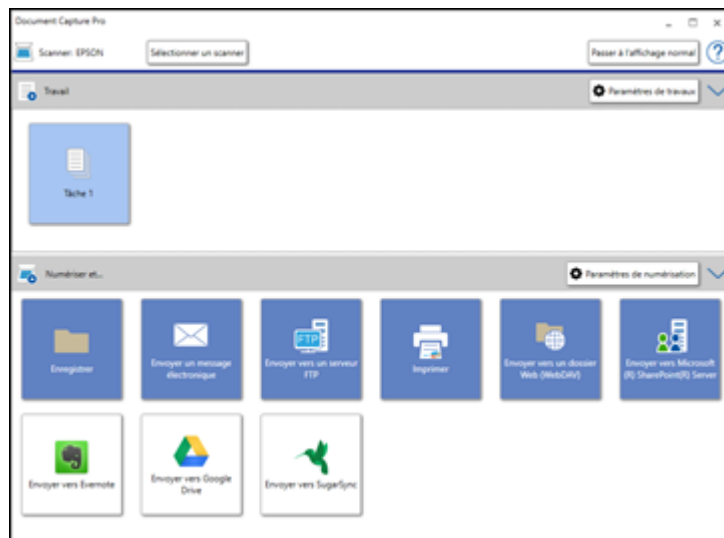 Document Capture Pro
Scanner: EPSON
Sélectionner un scanner
Passer à l'affichage normal
?
Travail
Paramètres de travaux
Tâche 1
Numériser et...
Paramètres de numérisation
Enregistrer
Envoyer un message
électronique
Envoyer vers un serveur
FTP
FTP
Imprimer
Envoyer vers un dossier
Web (WebDAV)
Envoyer vers Microsoft
(R) SharePoint(R) Server
Envoyer vers Evernote
Envoyer vers Google
Drive
Envoyer vers SugarSync